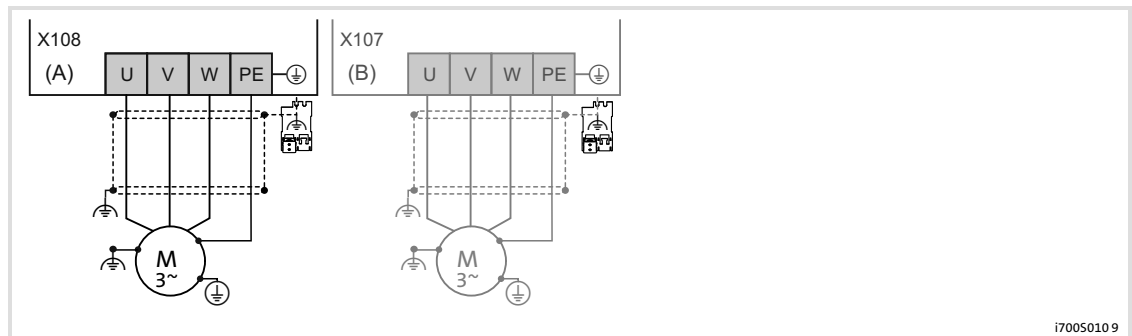 X108
(A)
U V W PE
M
3~
X107
(B)
U V W PE
M
3~
i700S010 9